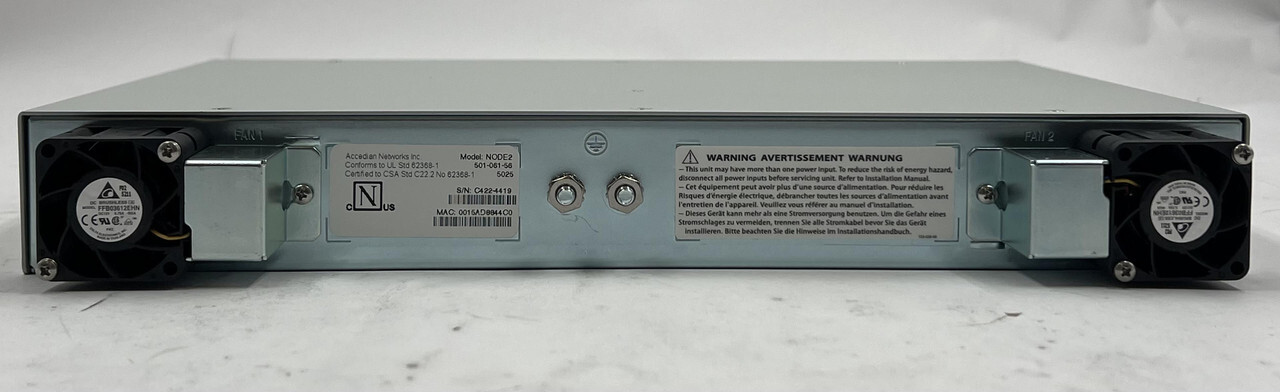 FAN 1
FAN 2
Accedian Networks Inc.
Conforms to UL Std 62368-1
Certified to CSA Std C22.2 No 62368-1
Model: NODE2
501-061-56
5025
N
C US
S/N: C422-4419
MAC: 0015AD8644C0
WARNING AVERTISSEMENT WARNUNG
– This unit may have more than one power input. To reduce the risk of energy hazard,
disconnect all power inputs before servicing unit. Refer to Installation Manual.
– Cet équipement peut avoir plus d'une source d'alimentation. Pour réduire les
Risques d'énergie électrique, débrancher toutes les sources d'alimentation avant
l'entretien de l'appareil. Veuillez vous référer au manuel d'installation.
– Dieses Gerät kann mehr als eine Stromversorgung benutzen. Um die Gefahr eines
Stromschlages zu vermeiden, sind alle Stromkabel bevor Sie das Gerät
installieren. Bitte beachten Sie die Hinweise im Installationshandbuch.
FFB03612EHN